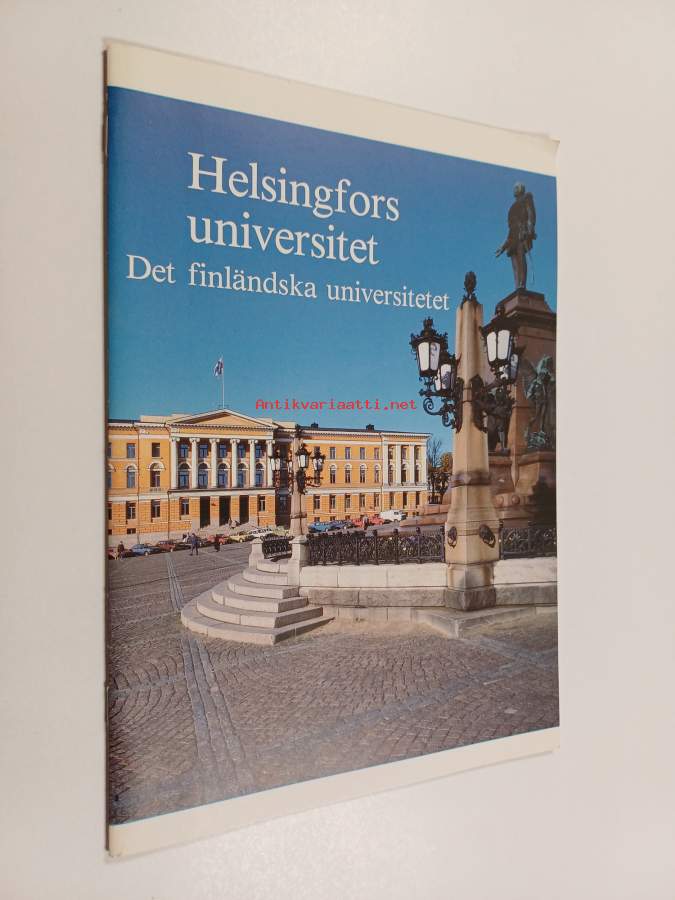 Helsingfors
universitet
Det finländska universitetet
Antikvariaatti.net